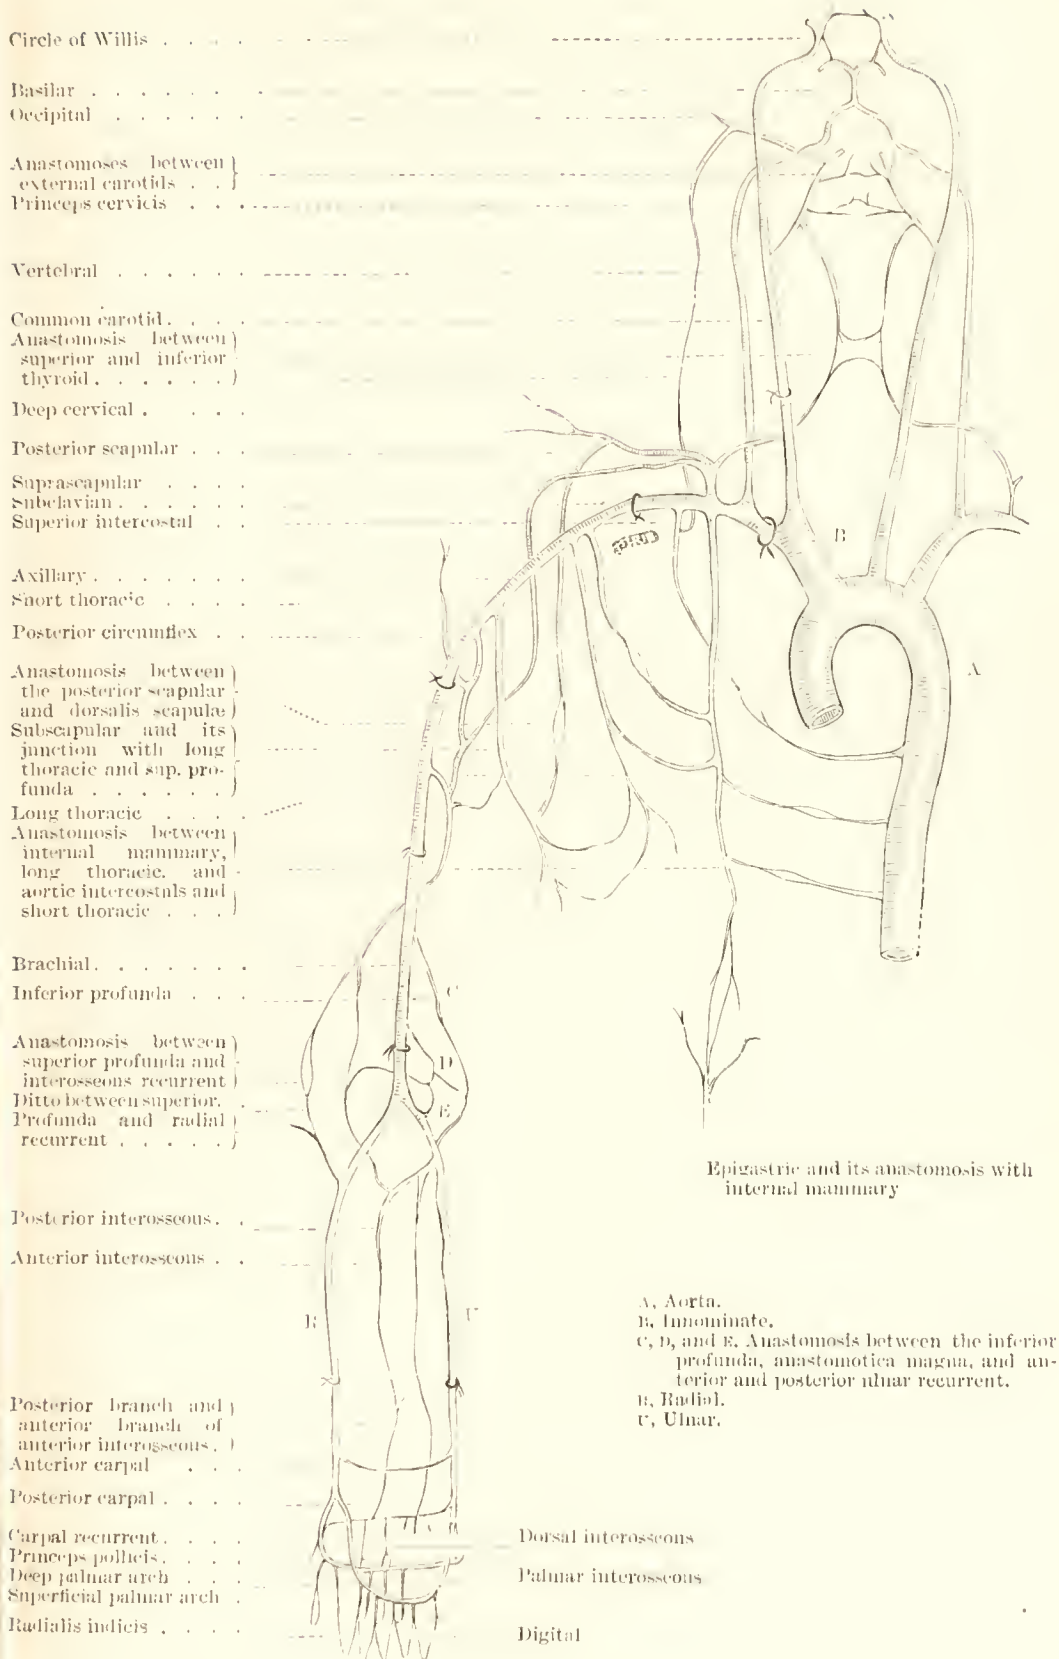 Circle of Willis . . . .
Basilar . . . . . .
Occipital . . . . . .
Anastomoses between
external carotids . .
Princeps cervicis . . .
Vertebral . . . . . .
Common carotid . . . .
Anastomosis between
superior and inferior
thyroid . . . . . .
Deep cervical . . . .
Posterior scapular . . .
Suprascapular . . . .
Subclavian . . . . . .
Superior intercostal . .
B
Axillary . . . . . . .
Short thoracic . . . .
Posterior circumflex . .
A
Anastomosis between
the posterior scapular
and dorsalis scapulæ
Subscapular and its
junction with long
thoracic and sup. pro-
funda . . . . . .
Long thoracic . . . .
Anastomosis between
internal mammary,
long thoracic, and
aortic intercostals and
short thoracic . . .
Brachial . . . . . . .
Inferior profunda . . .
C
Anastomosis between
superior profunda and
interosseous recurrent
D
Ditto between superior. .
E
Profunda and radial
recurrent . . . . .
Epigastric and its anastomosis with
internal mammary
Posterior interosseous . .
Anterior interosseous . .
R
U
A, Aorta.
B, Innominate.
C, D, and E. Anastomosis between the inferior
profunda, anastomotica magna, and an-
terior and posterior ulnar recurrent.
R, Radial.
U, Ulnar.
Posterior branch and
anterior branch of
anterior interosseous .
Anterior carpal . . .
Posterior carpal . . . .
Carpal recurrent . . . .
Princeps pollicis . . . .
Deep palmar arch . . .
Superficial palmar arch .
Radialis indicis . . . .
Dorsal interosseous
Palmar interosseous
Digital